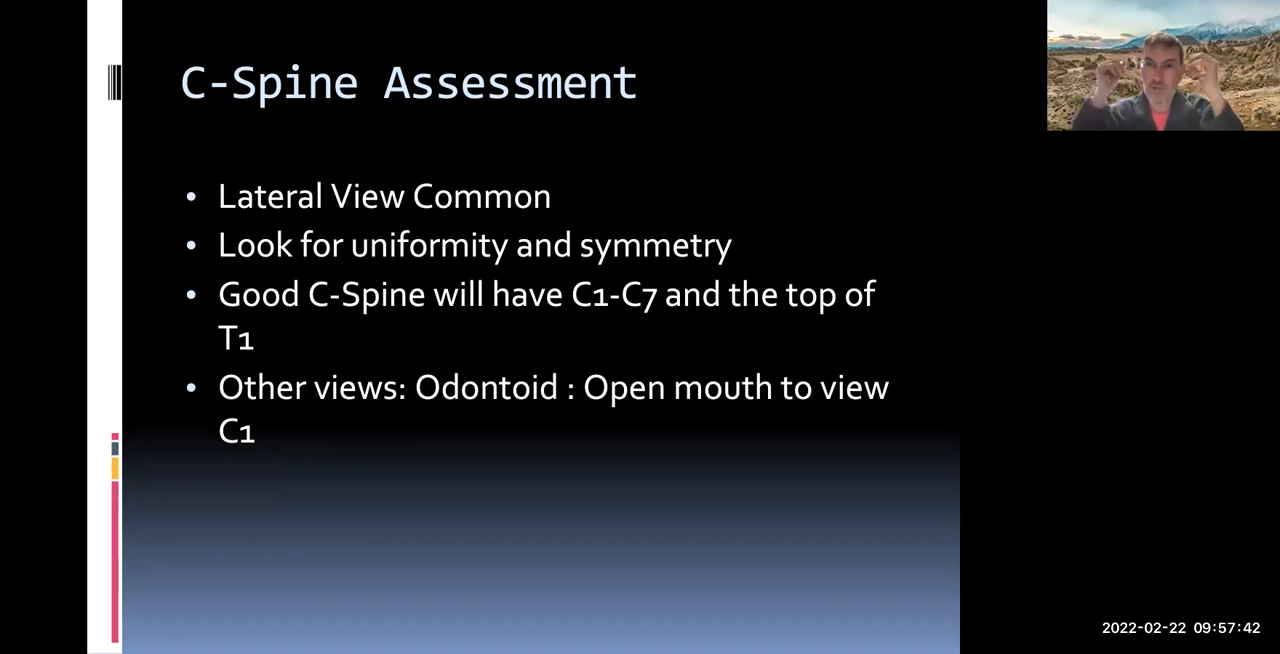 C-Spine Assessment
• Lateral View Common
• Look for uniformity and symmetry
• Good C-Spine will have C1-C7 and the top of
T1
• Other views: Odontoid : Open mouth to view
C1
2022-02-22 09:57:42